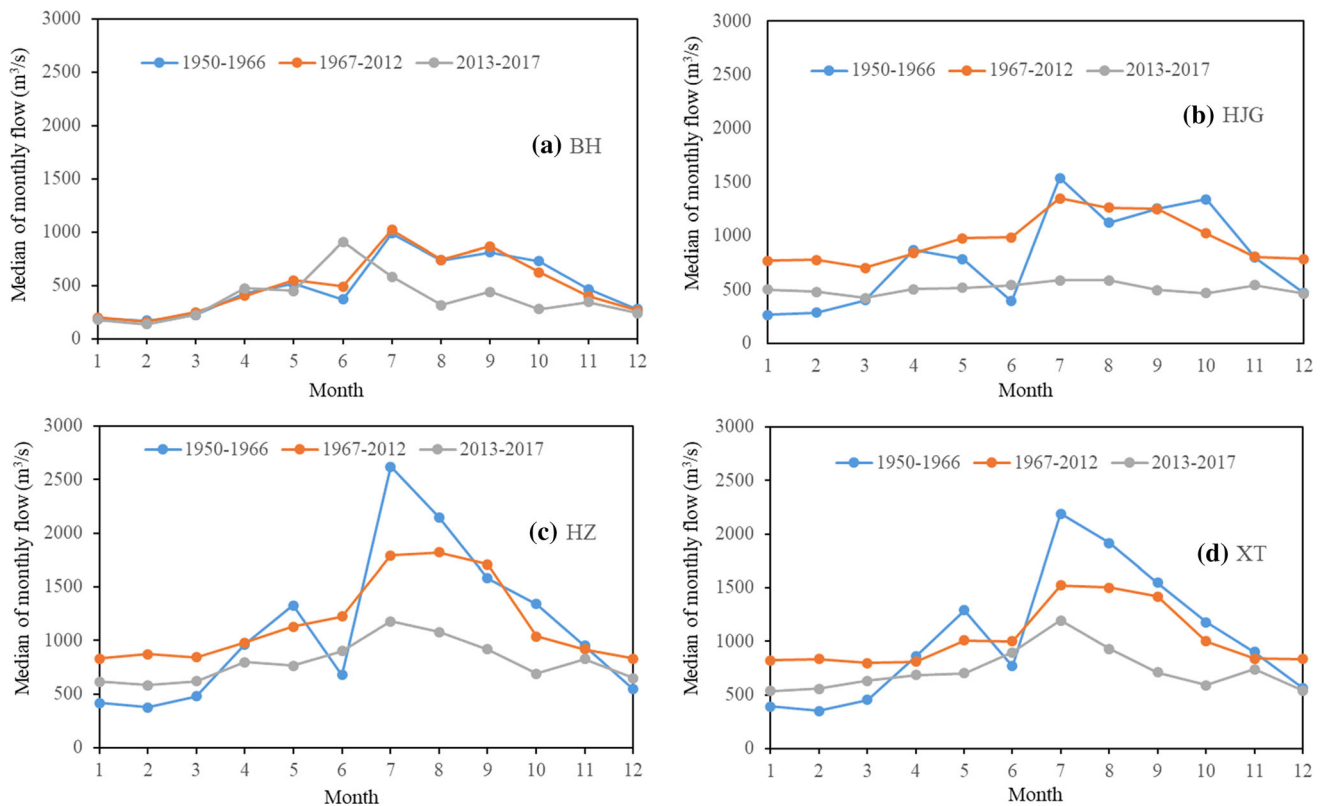 Median of monthly flow (m³/s)
3000
2500
2000
1500
1000
500
0
1950-1966 1967-2012 2013-2017
(a) BH
1 2 3 4 5 6 7 8 9 10 11 12
Month
Median of monthly flow (m³/s)
3000
2500
2000
1500
1000
500
0
1950-1966 1967-2012 2013-2017
(b) HJG
1 2 3 4 5 6 7 8 9 10 11 12
Month
Median of monthly flow (m³/s)
3000
2500
2000
1500
1000
500
0
1950-1966 1967-2012 2013-2017
(c) HZ
1 2 3 4 5 6 7 8 9 10 11 12
Month
Median of monthly flow (m³/s)
3000
2500
2000
1500
1000
500
0
1950-1966 1967-2012 2013-2017
(d) XT
1 2 3 4 5 6 7 8 9 10 11 12
Month